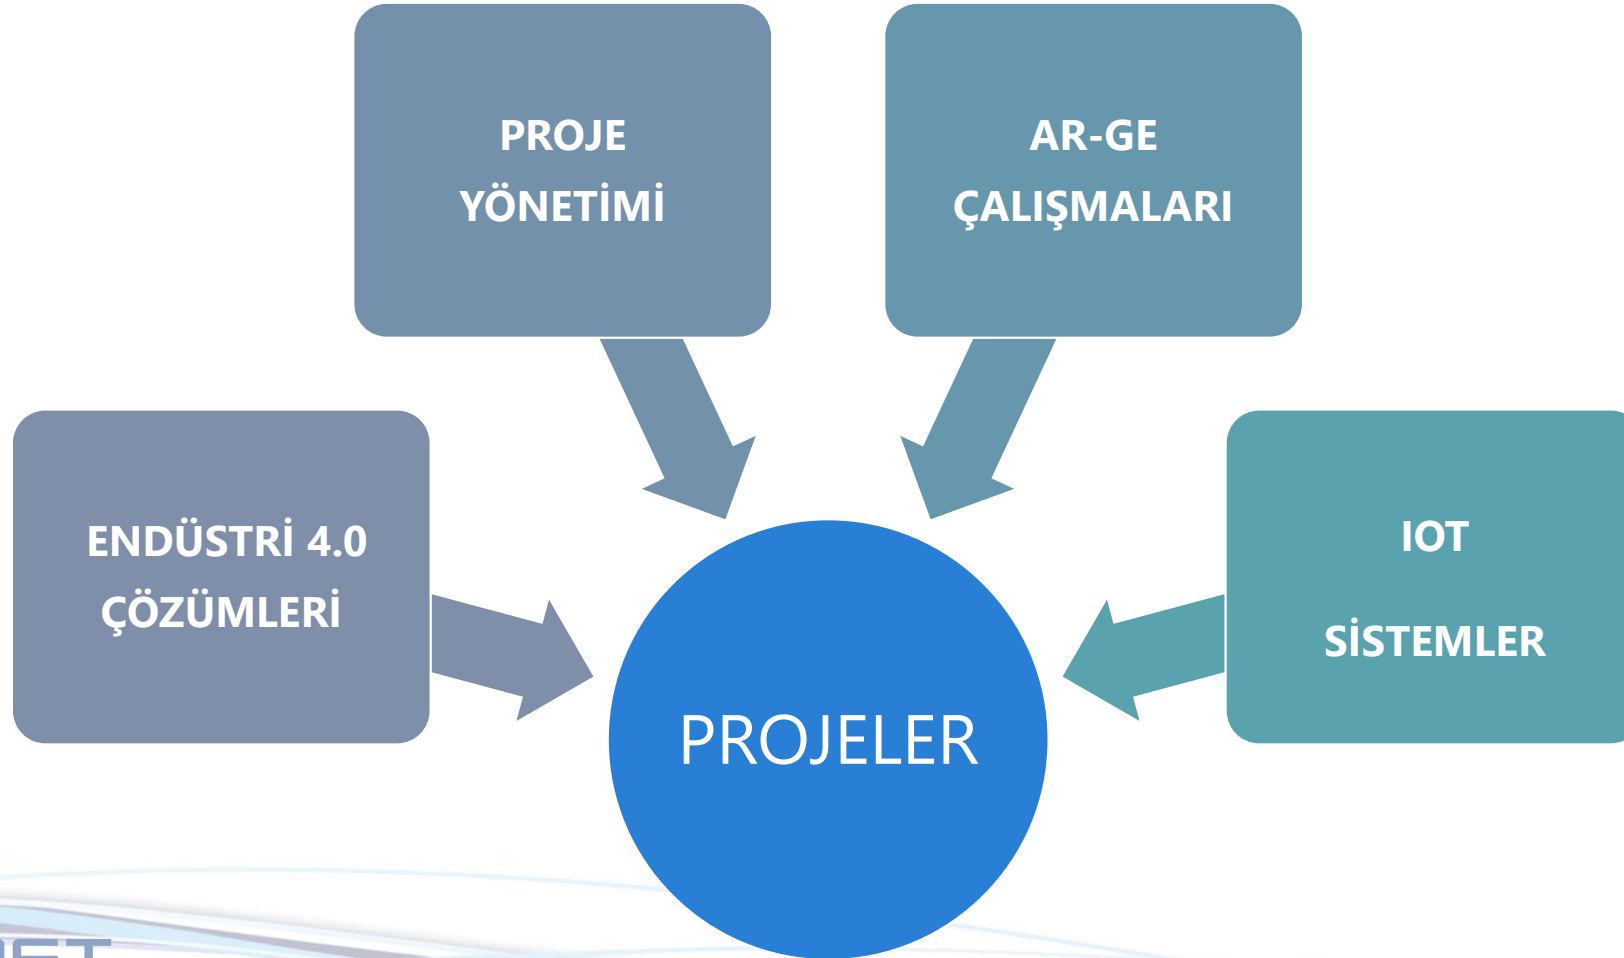 PROJE
YÖNETİMİ
AR-GE
ÇALIŞMALARI
ENDÜSTRİ 4.0
ÇÖZÜMLERİ
IOT
SİSTEMLER
PROJELER